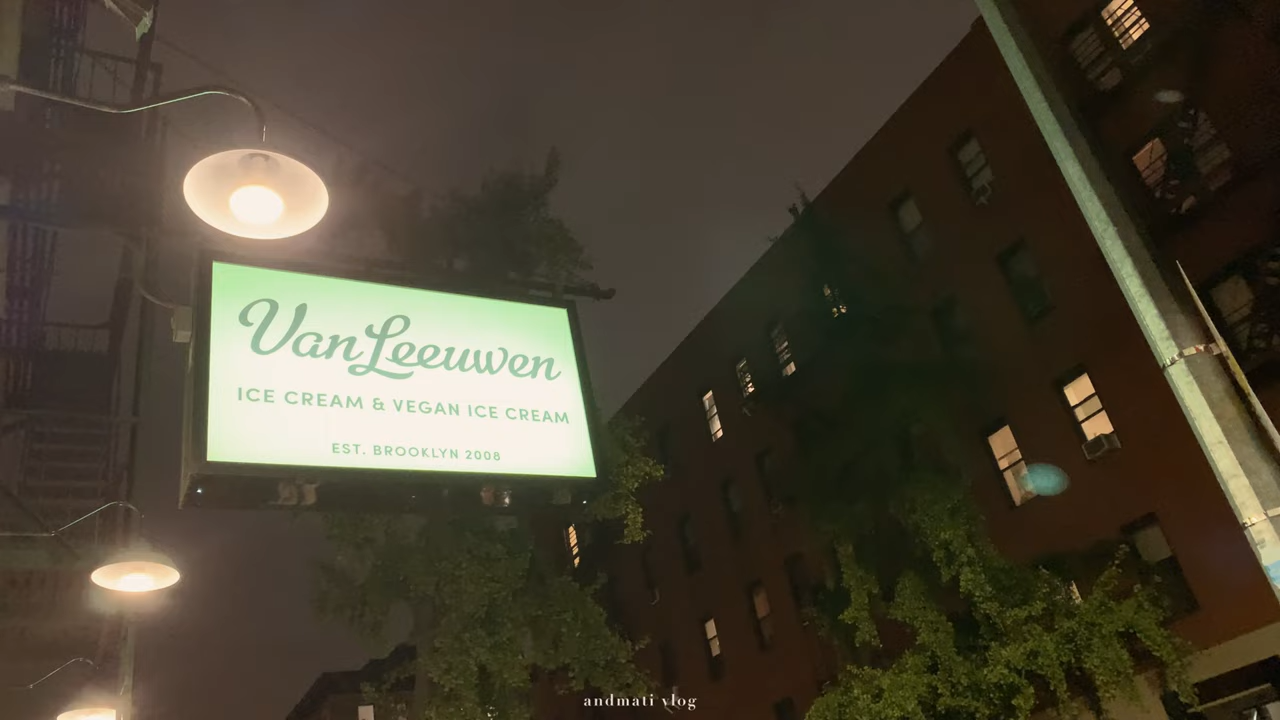 Van Leeuwen
ICE CREAM & VEGAN ICE CREAM
EST. BROOKLYN 2008
andmati vlog